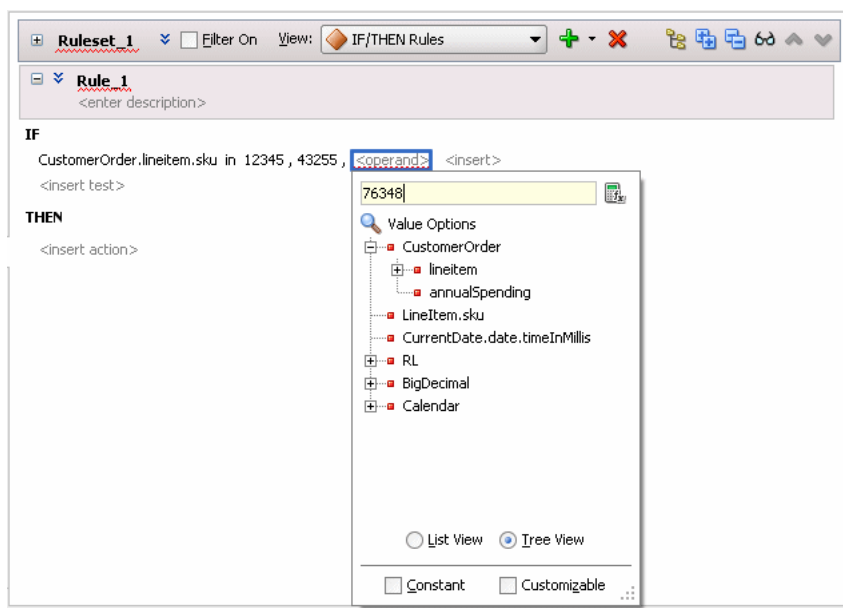 Ruleset_1 Filter On View: IF/THEN Rules
Rule_1
<enter description>
IF
CustomerOrder.lineitem.sku in 12345 , 43255 , <operand> <insert>
<insert test>
76348
THEN
Value Options
<insert action>
CustomerOrder
lineitem
annualSpending
LineItem.sku
CurrentDate.date.timeInMillis
RL
BigDecimal
Calendar
List View Tree View
Constant Customizable